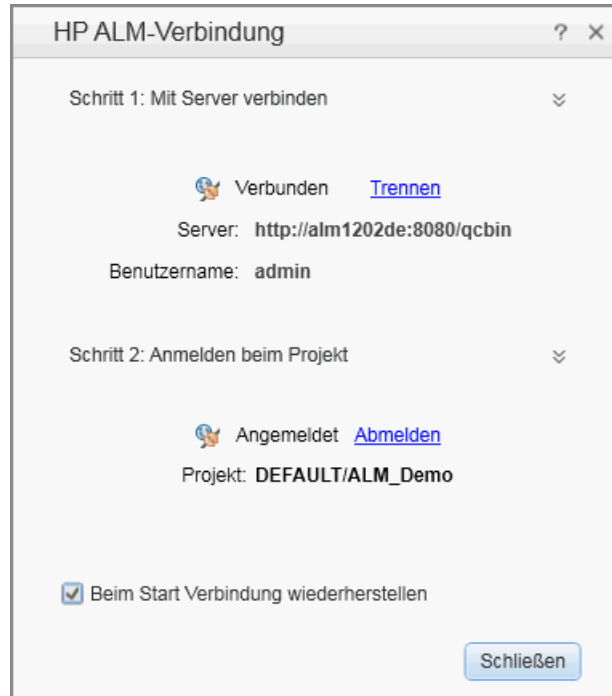 HP ALM-Verbindung ? ×
Schritt 1: Mit Server verbinden
Verbunden Trennen
Server: http://alm1202de:8080/qcbin
Benutzername: admin
Schritt 2: Anmelden beim Projekt
Angemeldet Abmelden
Projekt: DEFAULT/ALM_Demo
Beim Start Verbindung wiederherstellen
Schließen